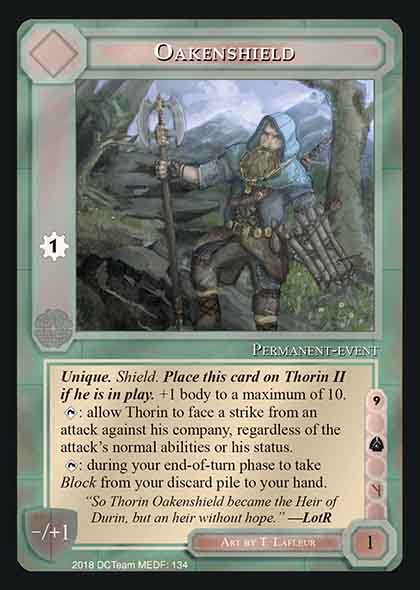 OAKENSHIELD
1
PERMANENT-EVENT
Unique. Shield. Place this card on Thorin II
if he is in play. +1 body to a maximum of 10.
: allow Thorin to face a strike from an
attack against his company, regardless of the
attack's normal abilities or his status.
: during your end-of-turn phase to take
Block from your discard pile to your hand.
“So Thorin Oakenshield became the Heir of
Durin, but an heir without hope.” —LotR
9
–/+1
ART BY T. LAFLEUR
1
2018 DCTeam MEDF: 134